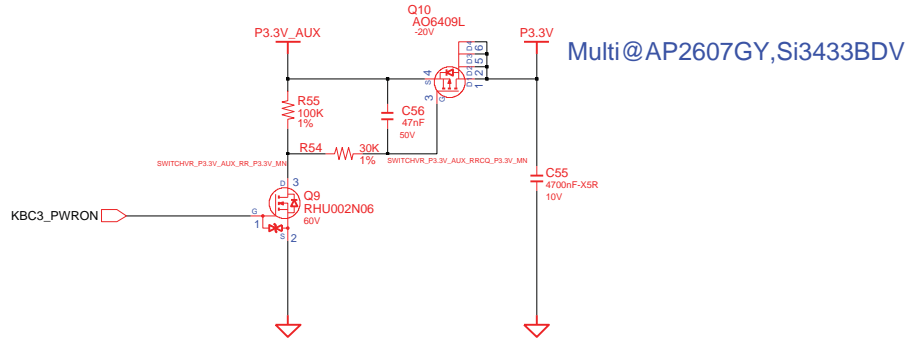 Q10
AO6409L
-20V
P3.3V_AUX
P3.3V
Multi@AP2607GY,Si3433BDV
S
4
3
G
D4
D3
D2
D1
6
5
2
1
R55
100K
1%
C56
47nF
50V
R54
30K
1%
SWITCHVR_P3.3V_AUX_RR_P3.3V_MN
SWITCHVR_P3.3V_AUX_RRCQ_P3.3V_MN
C55
4700nF-X5R
10V
D
3
Q9
RHU002N06
60V
KBC3_PWRON
G
1
S
2